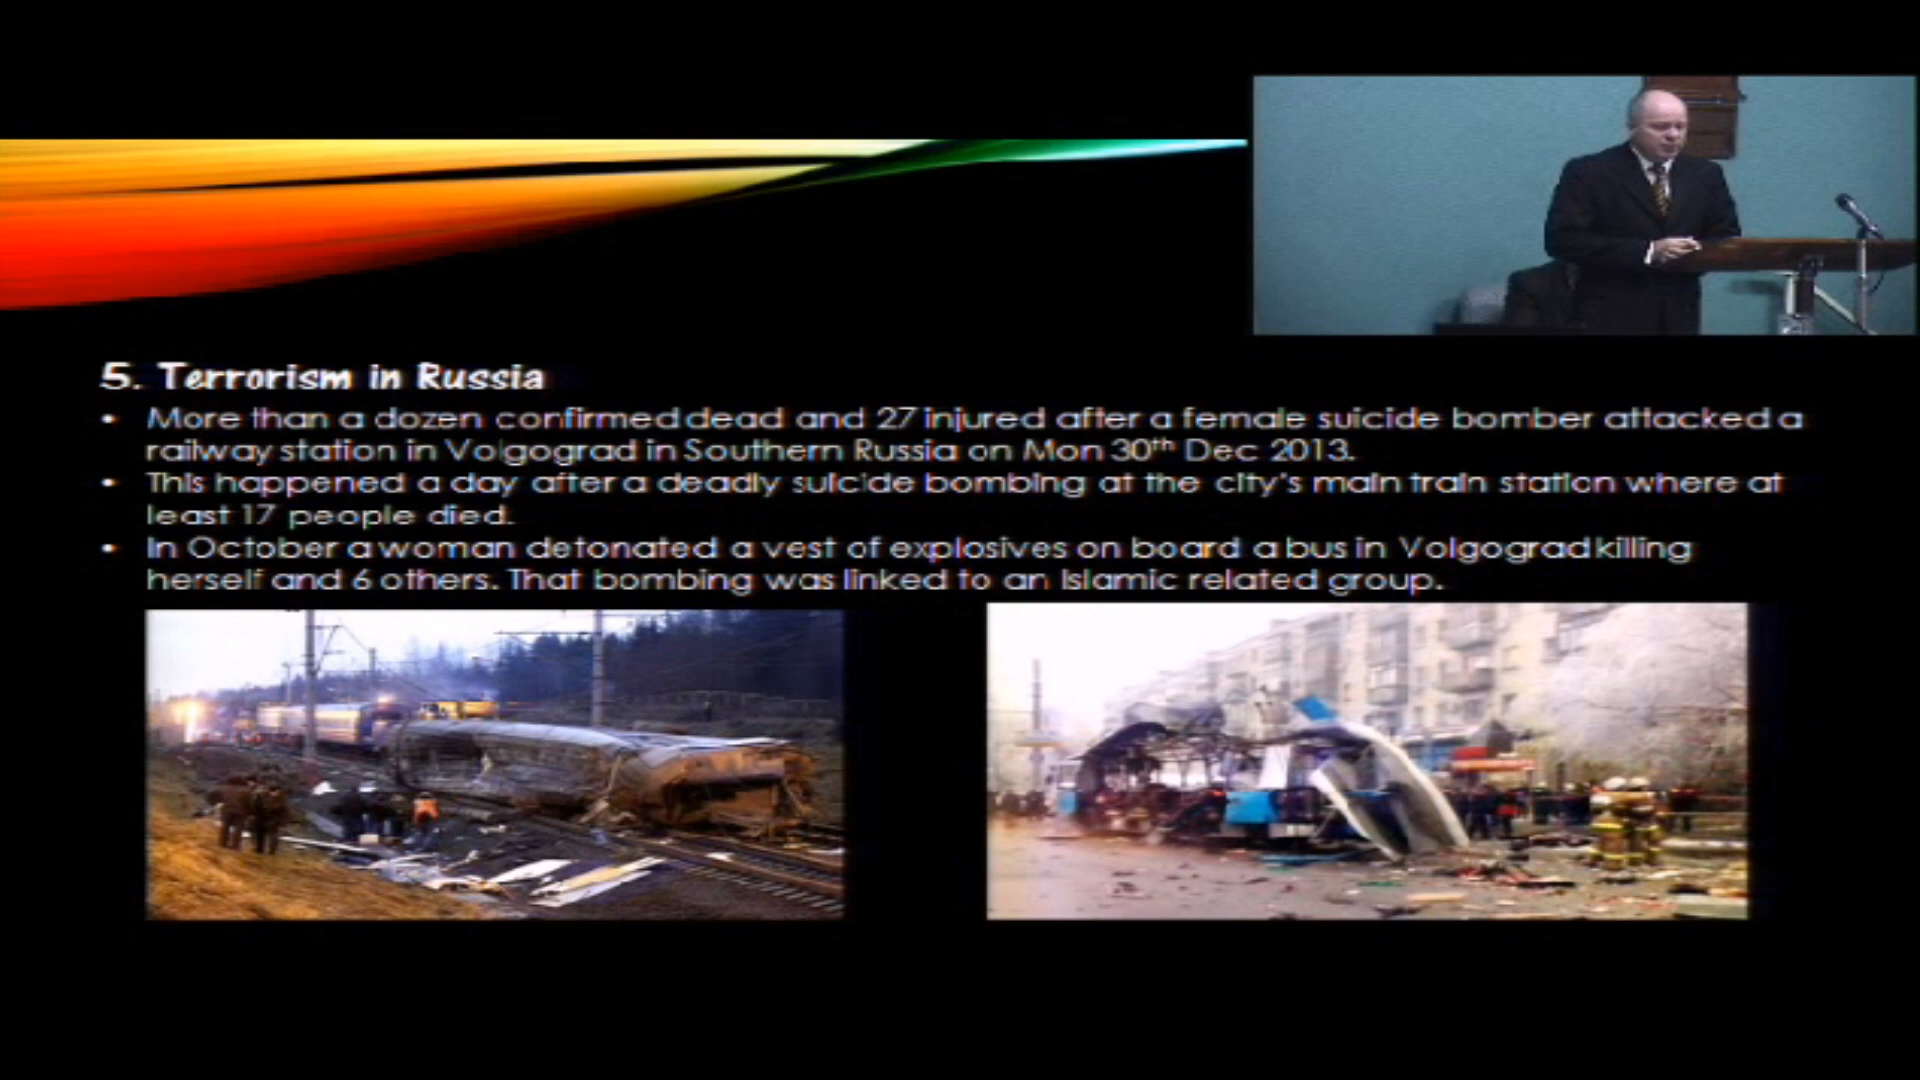 5. Terrorism in Russia
• More than a dozen confirmed dead and 27 injured after a female suicide bomber attacked a
railway station in Volgograd in Southern Russia on Mon 30th Dec 2013.
• This happened a day after a deadly suicide bombing at the city's main train station where at
least 17 people died.
• In October a woman detonated a vest of explosives on board a bus in Volgograd killing
herself and 6 others. That bombing was linked to an Islamic related group.